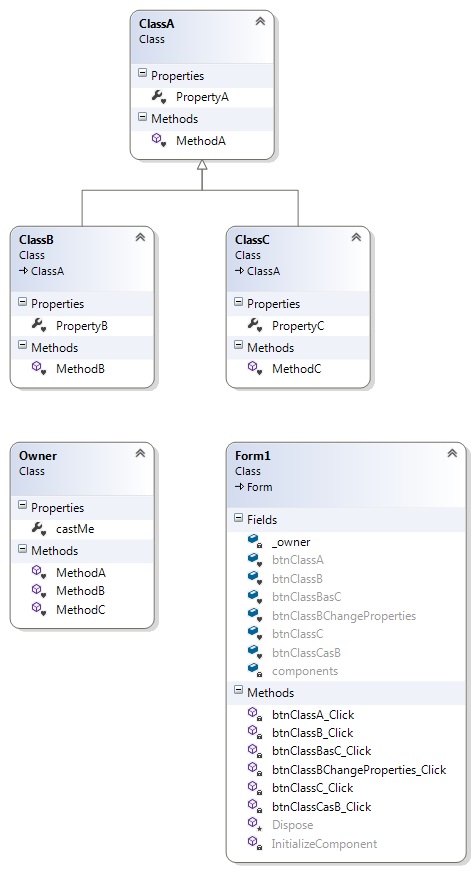 ClassA
Class
Properties
PropertyA
Methods
MethodA
ClassB
Class
ClassA
Properties
PropertyB
Methods
MethodB
ClassC
Class
ClassA
Properties
PropertyC
Methods
MethodC
Owner
Class
Properties
castMe
Methods
MethodA
MethodB
MethodC
Form1
Class
Form
Fields
_owner
btnClassA
btnClassB
btnClassBasC
btnClassBChangeProperties
btnClassC
btnClassCasB
components
Methods
btnClassA_Click
btnClassB_Click
btnClassBasC_Click
btnClassBChangeProperties_Click
btnClassC_Click
btnClassCasB_Click
Dispose
InitializeComponent